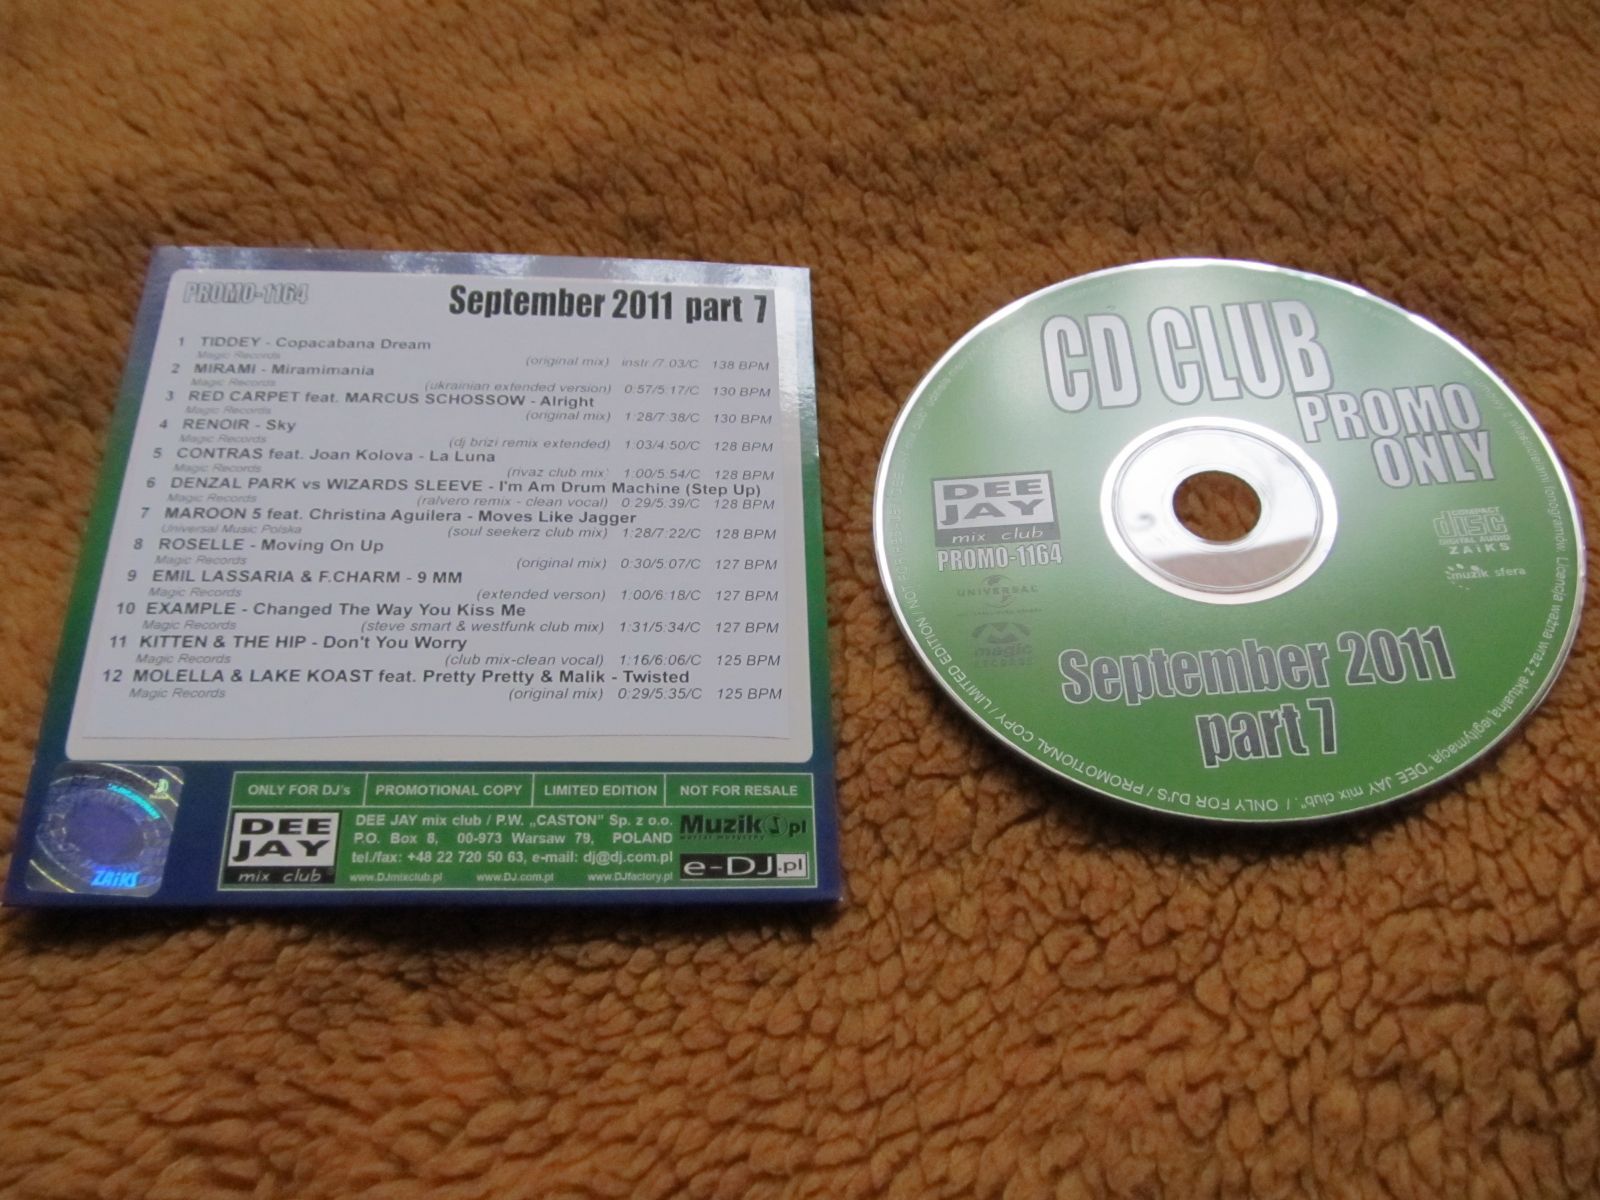 PROMO-1164
September 2011 part 7
1 TIDDEY - Copacabana Dream
Magic Records (original mix) instr./7:03/C 138 BPM
2 MIRAMI - Miramimania
Magic Records (ukrainian extended version) 0:57/5:17/C 130 BPM
3 RED CARPET feat. MARCUS SCHOSSOW - Alright
Magic Records (original mix) 1:28/7:38/C 130 BPM
4 RENOIR - Sky
Magic Records (dj brizi remix extended) 1:03/4:50/C 128 BPM
5 CONTRAS feat. Joan Kolova - La Luna
Magic Records (rivaz club mix) 1:00/5:54/C 128 BPM
6 DENZAL PARK vs WIZARDS SLEEVE - I'm Am Drum Machine (Step Up)
Magic Records (ralvero remix - clean vocal) 0:29/5:39/C 128 BPM
7 MAROON 5 feat. Christina Aguilera - Moves Like Jagger
Universal Music Polska (soul seekerz club mix) 1:28/7:22/C 128 BPM
8 ROSELLE - Moving On Up
Magic Records (original mix) 0:30/5:07/C 127 BPM
9 EMIL LASSARIA & F.CHARM - 9 MM
Magic Records (extended verson) 1:00/6:18/C 127 BPM
10 EXAMPLE - Changed The Way You Kiss Me
Magic Records (steve smart & westfunk club mix) 1:31/5:34/C 127 BPM
11 KITTEN & THE HIP - Don't You Worry
Magic Records (club mix-clean vocal) 1:16/6:06/C 125 BPM
12 MOLELLA & LAKE KOAST feat. Pretty Pretty & Malik - Twisted
Magic Records (original mix) 0:29/5:35/C 125 BPM
ZAiKS
ONLY FOR DJ's PROMOTIONAL COPY LIMITED EDITION NOT FOR RESALE
DEE JAY mix club
DEE JAY mix club / P.W. „CASTON" Sp. z o.o.
P.O. Box 8, 00-973 Warsaw 79, POLAND
tel./fax: +48 22 720 50 63, e-mail: dj@dj.com.pl
www.DJmixclub.pl www.DJ.com.pl www.DJfactory.pl
Muzik pl
e-DJ.pl
CD CLUB
PROMO
ONLY
DEE
JAY
mix club
PROMO-1164
UNIVERSAL
magic
RECORDS
COMPACT
disc
DIGITAL AUDIO
ZAiKS
muzik sfera
September 2011
part 7
z właścicielami fonogramów. Licencja ważna wraz z aktualną legitymacją "DEE JAY mix club". / ONLY FOR DJ'S / PROMOTIONAL COPY / LIMITED EDITION / NOT FOR RESALE